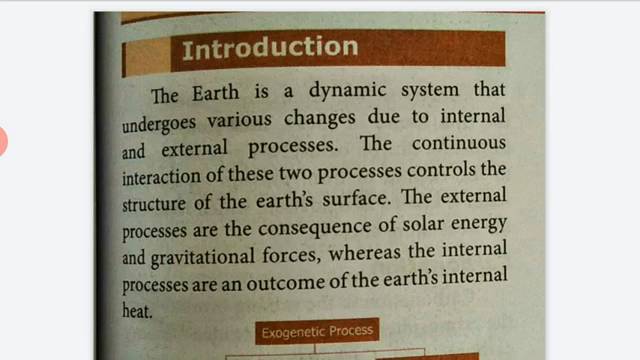 Introduction
The Earth is a dynamic system that
undergoes various changes due to internal
and external processes. The continuous
interaction of these two processes controls the
structure of the earth's surface. The external
processes are the consequence of solar energy
and gravitational forces, whereas the internal
processes are an outcome of the earth's internal
heat.
Exogenetic Process